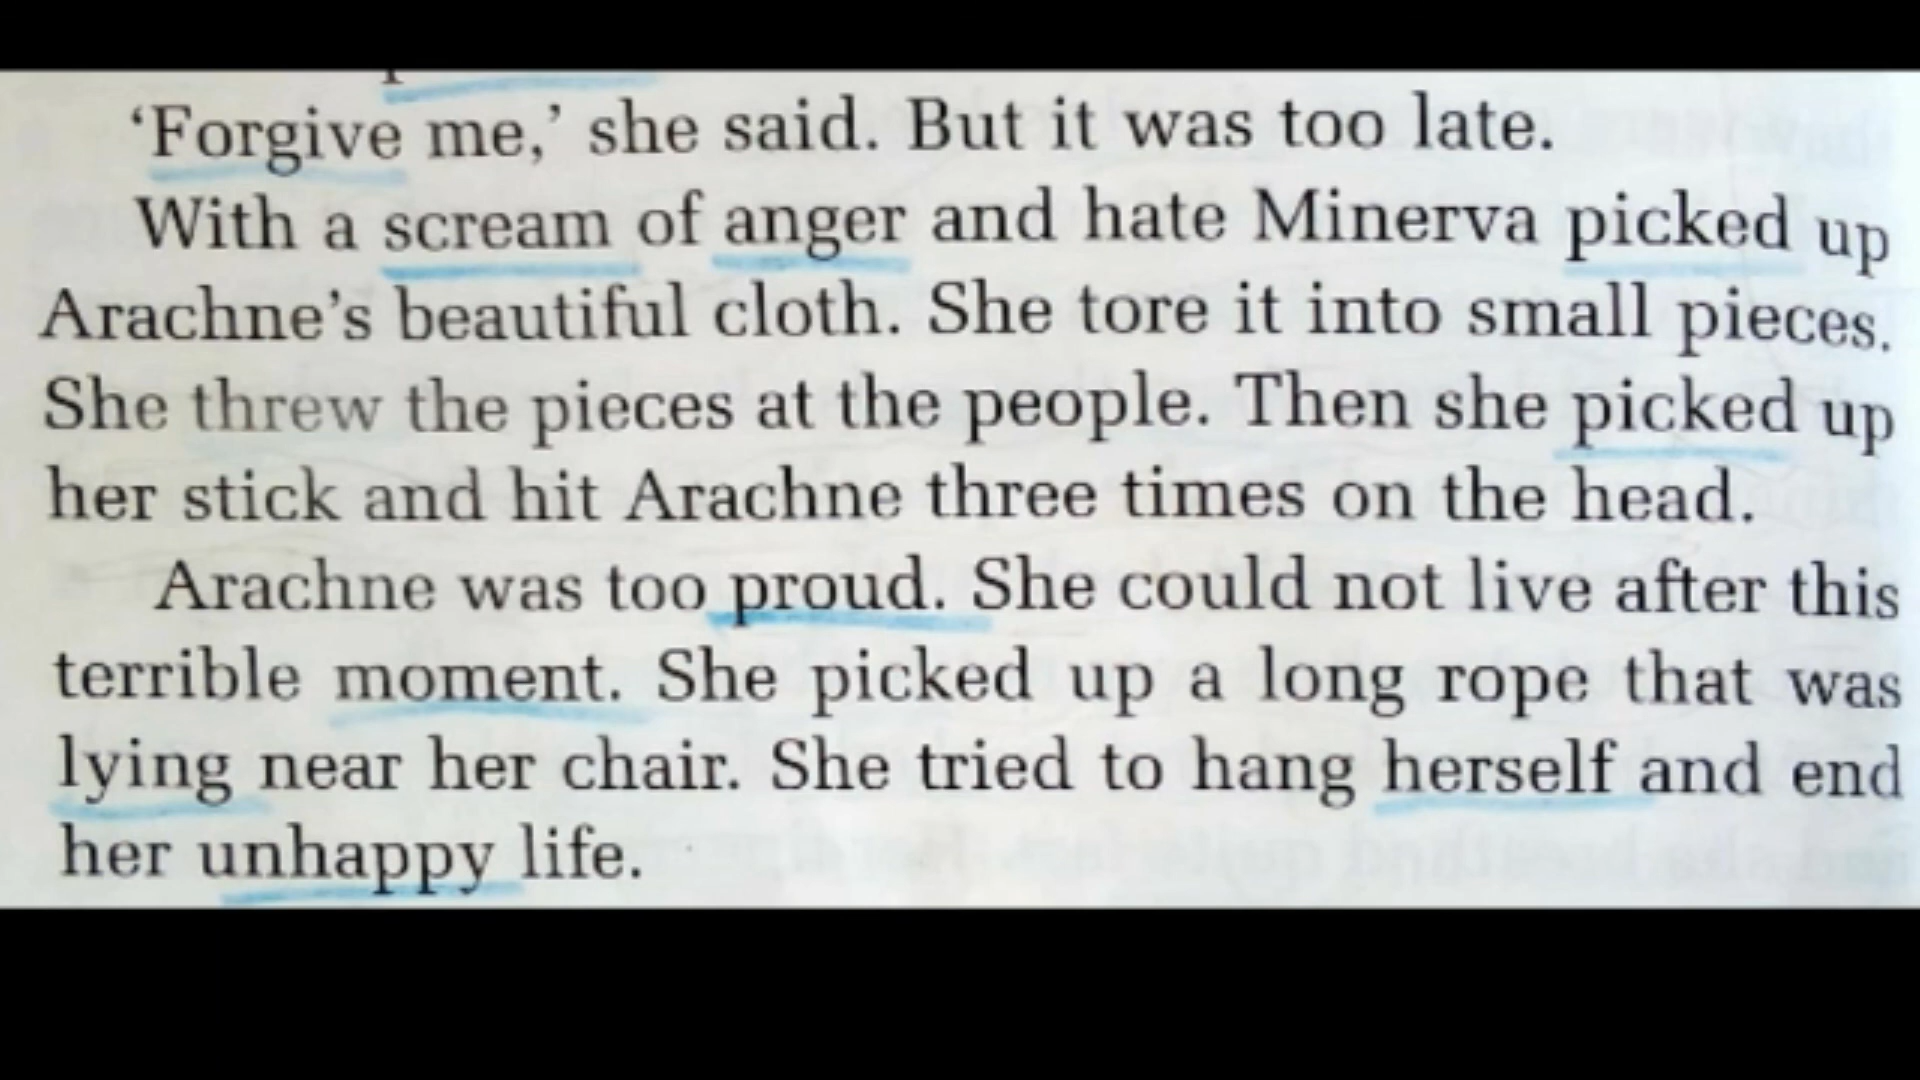 ‘Forgive me,’ she said. But it was too late.
With a scream of anger and hate Minerva picked up
Arachne’s beautiful cloth. She tore it into small pieces.
She threw the pieces at the people. Then she picked up
her stick and hit Arachne three times on the head.
Arachne was too proud. She could not live after this
terrible moment. She picked up a long rope that was
lying near her chair. She tried to hang herself and end
her unhappy life.